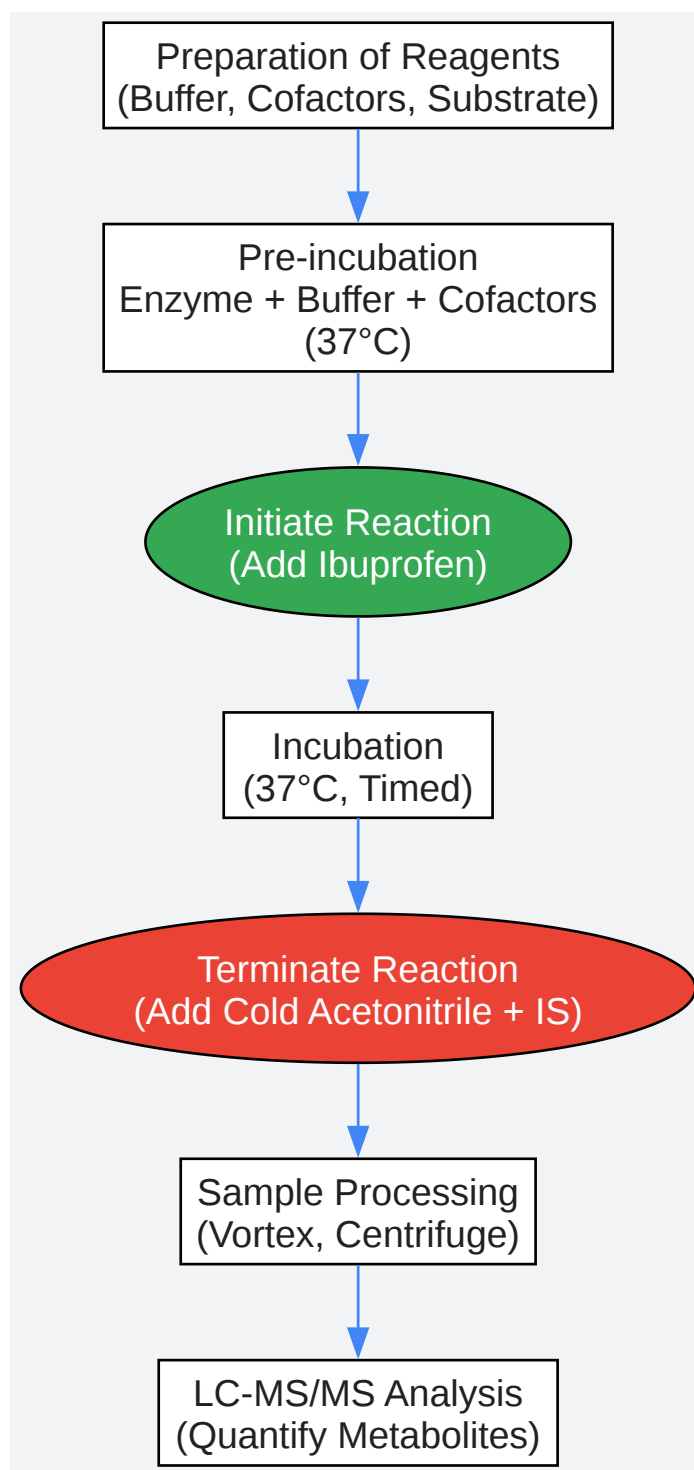 Preparation of Reagents
(Buffer, Cofactors, Substrate)
Pre-incubation
Enzyme + Buffer + Cofactors
(37°C)
Initiate Reaction
(Add Ibuprofen)
Incubation
(37°C, Timed)
Terminate Reaction
(Add Cold Acetonitrile + IS)
Sample Processing
(Vortex, Centrifuge)
LC-MS/MS Analysis
(Quantify Metabolites)